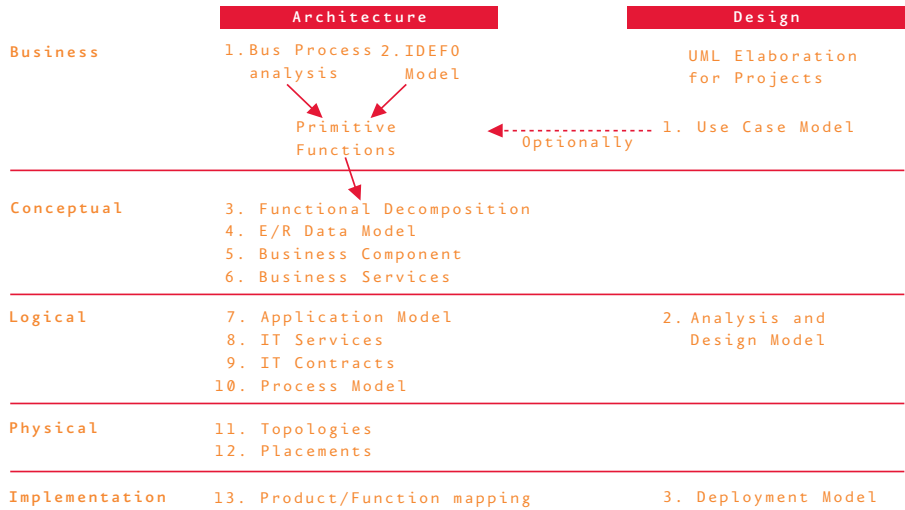 Architecture
Design
Business
1. Bus Process analysis
2. IDEFO Model
UML Elaboration
for Projects
Primitive
Functions
Optionally
1. Use Case Model
Conceptual
3. Functional Decomposition
4. E/R Data Model
5. Business Component
6. Business Services
Logical
7. Application Model
8. IT Services
9. IT Contracts
10. Process Model
2. Analysis and
Design Model
Physical
11. Topologies
12. Placements
Implementation
13. Product/Function mapping
3. Deployment Model